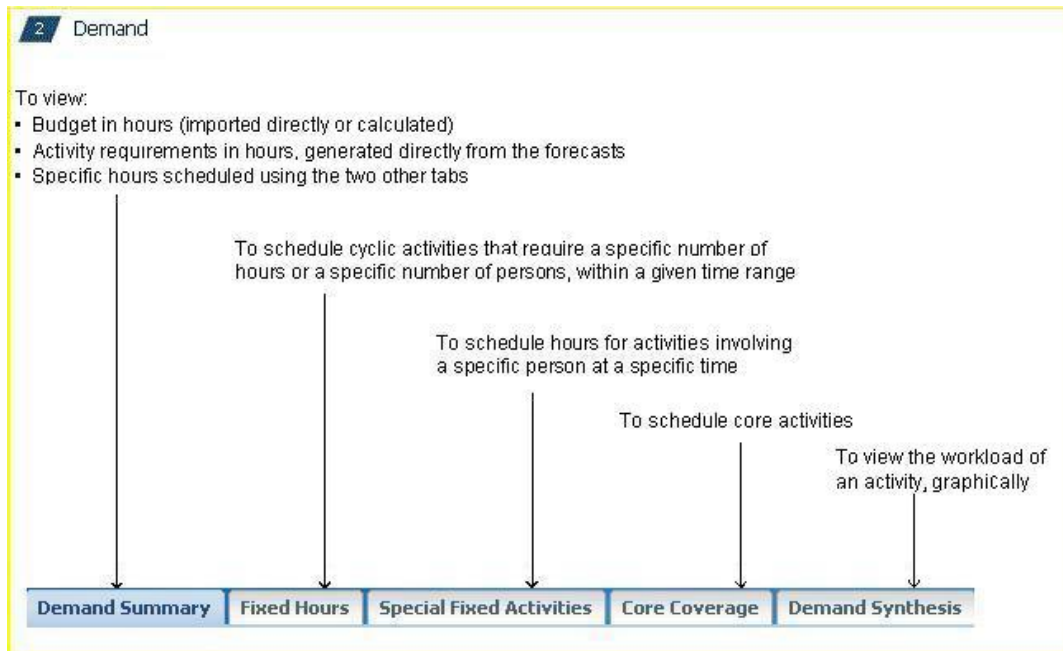 2 Demand
To view:
▪ Budget in hours (imported directly or calculated)
▪ Activity requirements in hours, generated directly from the forecasts
▪ Specific hours scheduled using the two other tabs
To schedule cyclic activities that require a specific number of
hours or a specific number of persons, within a given time range
To schedule hours for activities involving
a specific person at a specific time
To schedule core activities
To view the workload of
an activity, graphically
Demand Summary Fixed Hours Special Fixed Activities Core Coverage Demand Synthesis